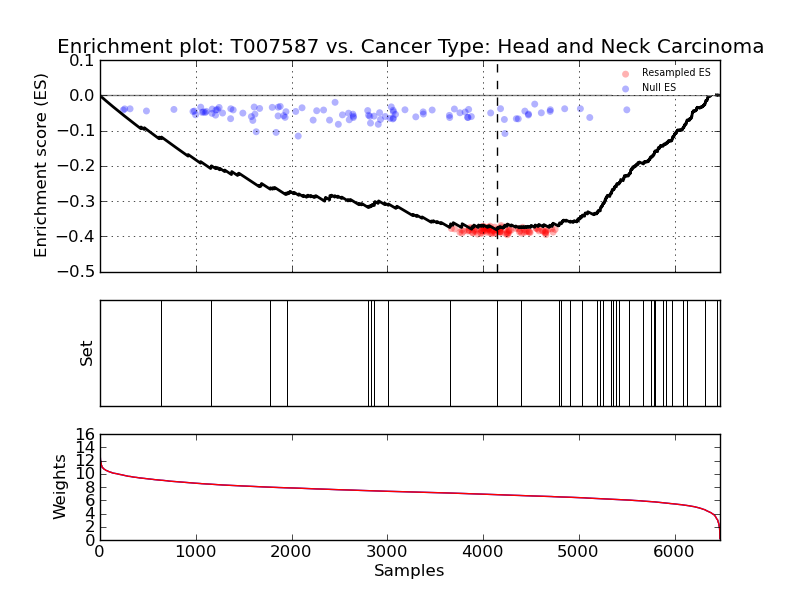 Enrichment plot: T007587 vs. Cancer Type: Head and Neck Carcinoma
Enrichment score (ES)
0.1
0.0
−0.1
−0.2
−0.3
−0.4
−0.5
Resampled ES
Null ES
Set
Weights
16
14
12
10
8
6
4
2
0
0 1000 2000 3000 4000 5000 6000
Samples